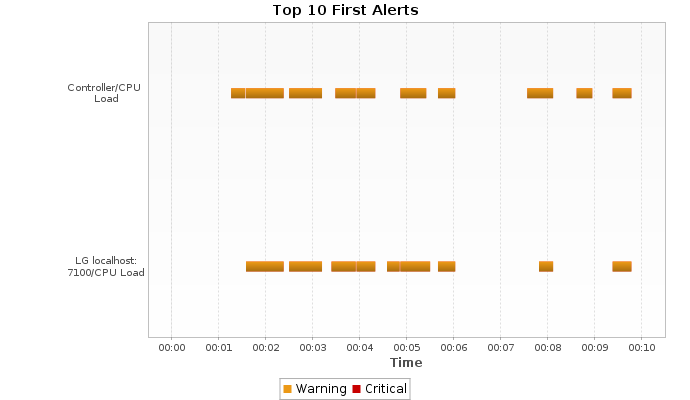 Top 10 First Alerts
Controller/CPU
Load
LG localhost:
7100/CPU Load
00:00 00:01 00:02 00:03 00:04 00:05 00:06 00:07 00:08 00:09 00:10
Time
Warning Critical